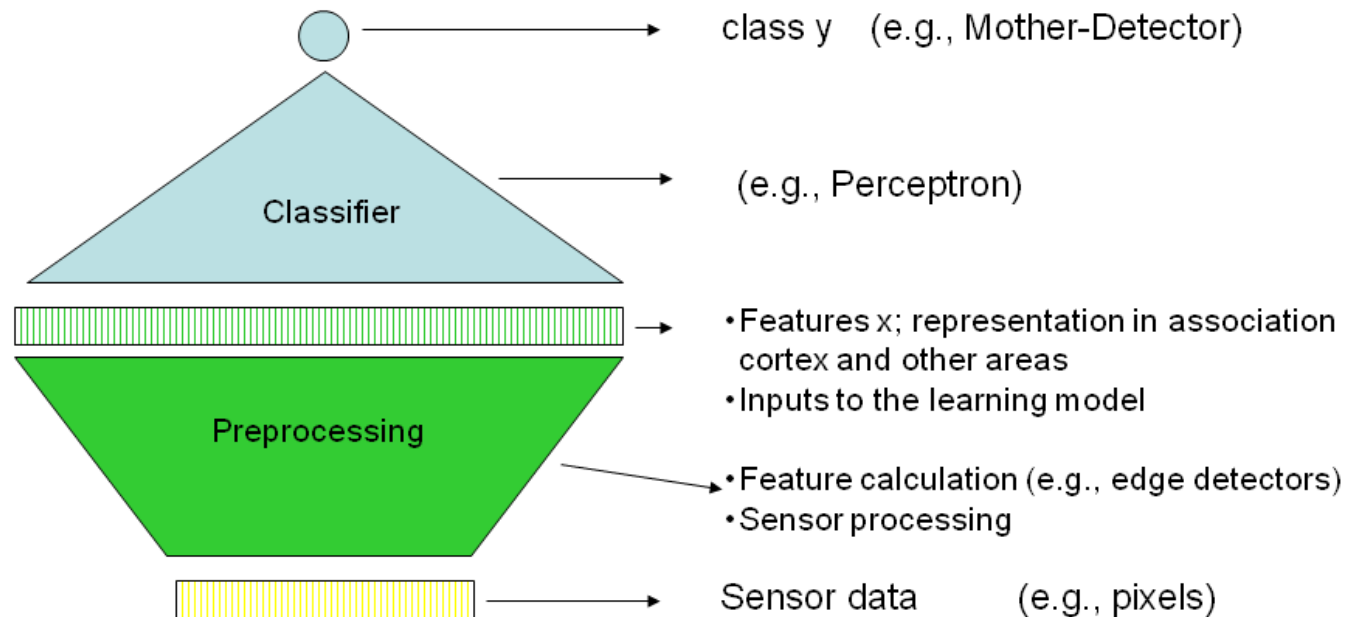 class y (e.g., Mother-Detector)
(e.g., Perceptron)
Classifier
•Features x; representation in association
cortex and other areas
•Inputs to the learning model
Preprocessing
•Feature calculation (e.g., edge detectors)
•Sensor processing
Sensor data (e.g., pixels)